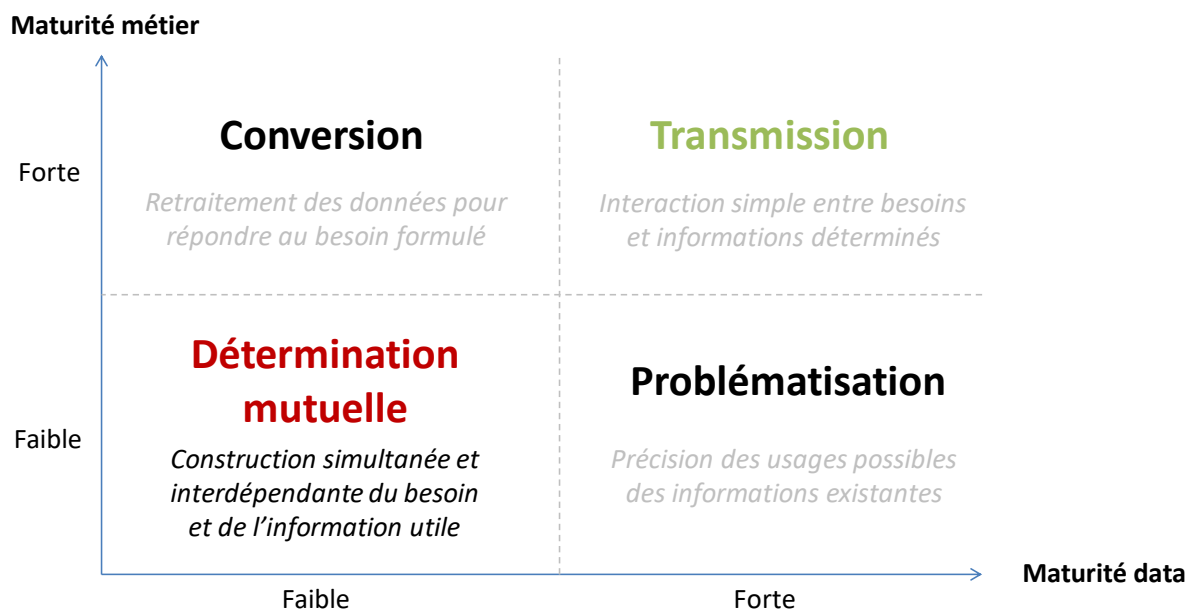 Maturité métier
Conversion
Transmission
Forte
Retraitement des données pour
répondre au besoin formulé
Interaction simple entre besoins
et informations déterminés
Détermination
mutuelle
Problématisation
Faible
Construction simultanée et
interdépendante du besoin
et de l’information utile
Précision des usages possibles
des informations existantes
Maturité data
Faible
Forte